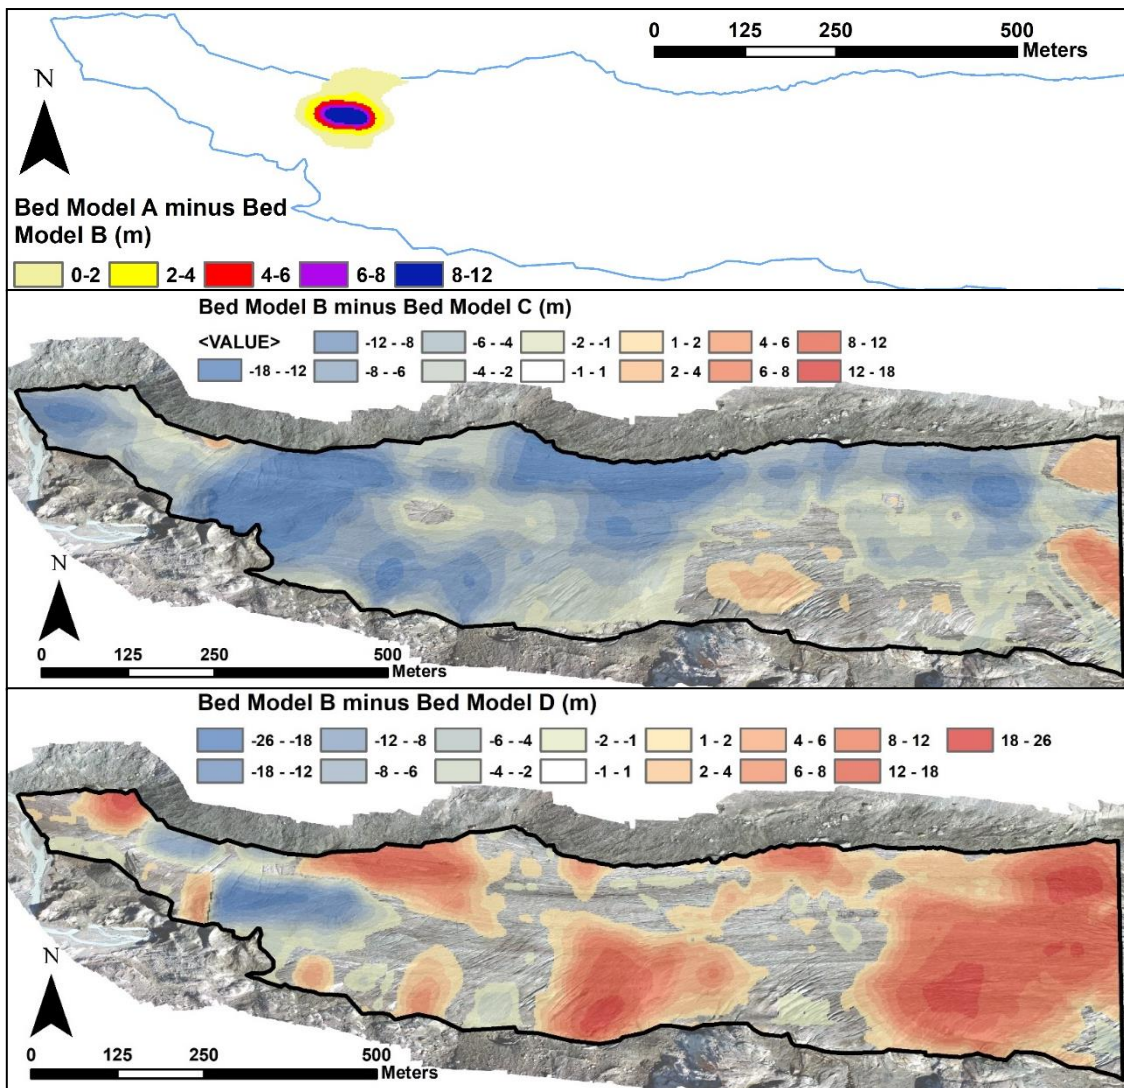 0 125 250 500
Meters
N
Bed Model A minus Bed
Model B (m)
0-2 2-4 4-6 6-8 8-12
Bed Model B minus Bed Model C (m)
<VALUE> -12 - -8 -6 - -4 -2 - -1 1 - 2 4 - 6 8 - 12
-18 - -12 -8 - -6 -4 - -2 -1 - 1 2 - 4 6 - 8 12 - 18
N
0 125 250 500
Meters
Bed Model B minus Bed Model D (m)
-26 - -18 -12 - -8 -6 - -4 -2 - -1 1 - 2 4 - 6 8 - 12 18 - 26
-18 - -12 -8 - -6 -4 - -2 -1 - 1 2 - 4 6 - 8 12 - 18
N
0 125 250 500
Meters